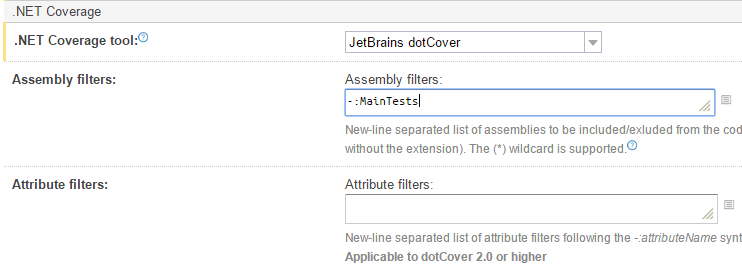 .NET Coverage
.NET Coverage tool:
JetBrains dotCover
Assembly filters:
Assembly filters:
-:MainTests
New-line separated list of assemblies to be included/exluded from the cod
without the extension). The (*) wildcard is supported.
Attribute filters:
Attribute filters:
New-line separated list of attribute filters following the -:attributeName synt
Applicable to dotCover 2.0 or higher